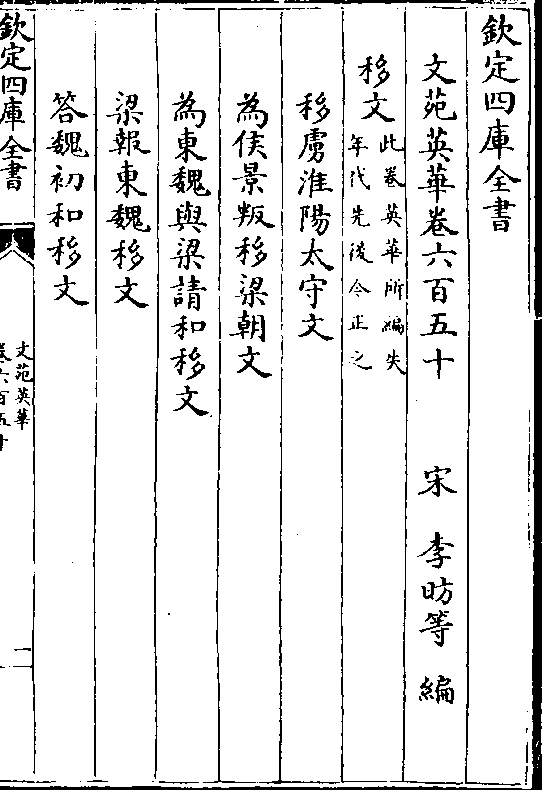 欽定四庫全書
文苑英華卷六百五十　宋　李昉等　編
移文此卷英華所編失年代先後今正之
移虜淮陽太守文
為侯景叛移梁朝文
為東魏與梁請和移文
梁報東魏移文
答魏初和移文
欽定四庫全書
文苑英華
卷六百五十
一